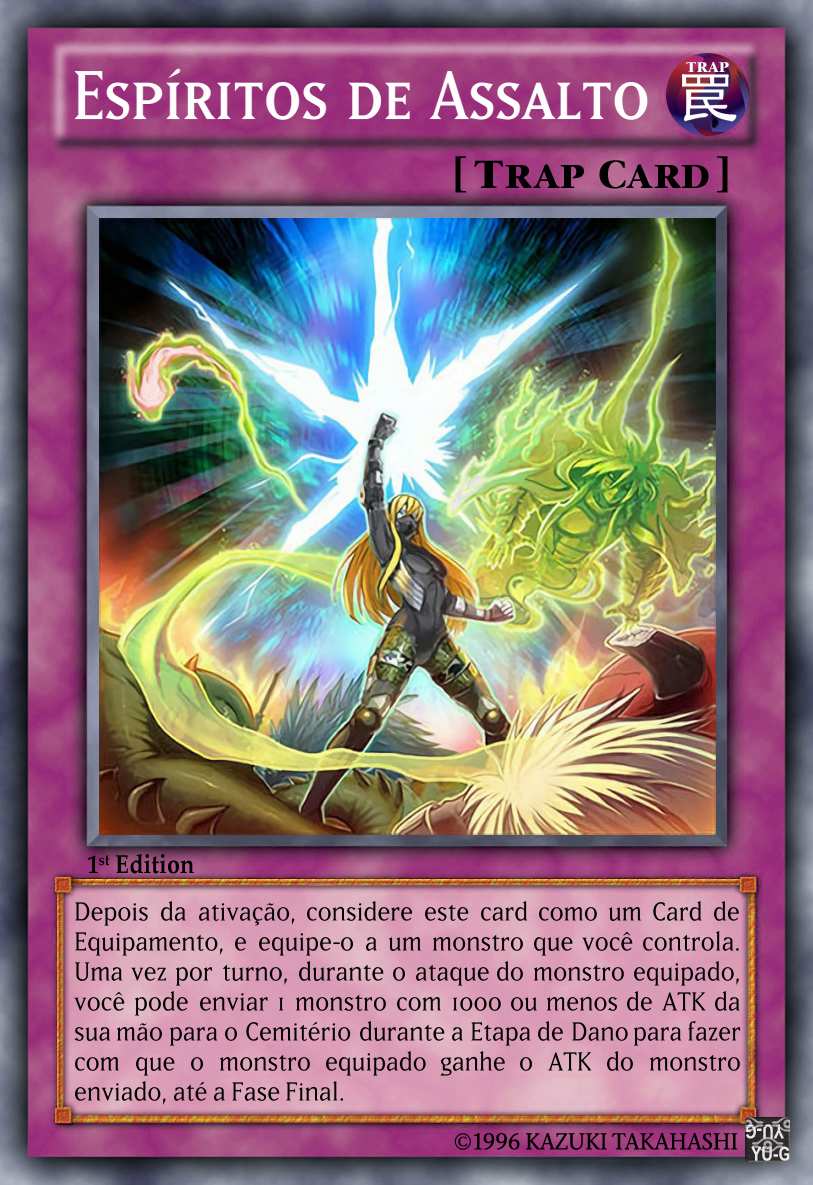 Espíritos de Assalto
TRAP
罠
[Trap Card]
1st Edition
Depois da ativação, considere este card como um Card de
Equipamento, e equipe-o a um monstro que você controla.
Uma vez por turno, durante o ataque do monstro equipado,
você pode enviar 1 monstro com 1000 ou menos de ATK da
sua mão para o Cemitério durante a Etapa de Dano para fazer
com que o monstro equipado ganhe o ATK do monstro
enviado, até a Fase Final.
©1996 KAZUKI TAKAHASHI
YU-G
YU-G